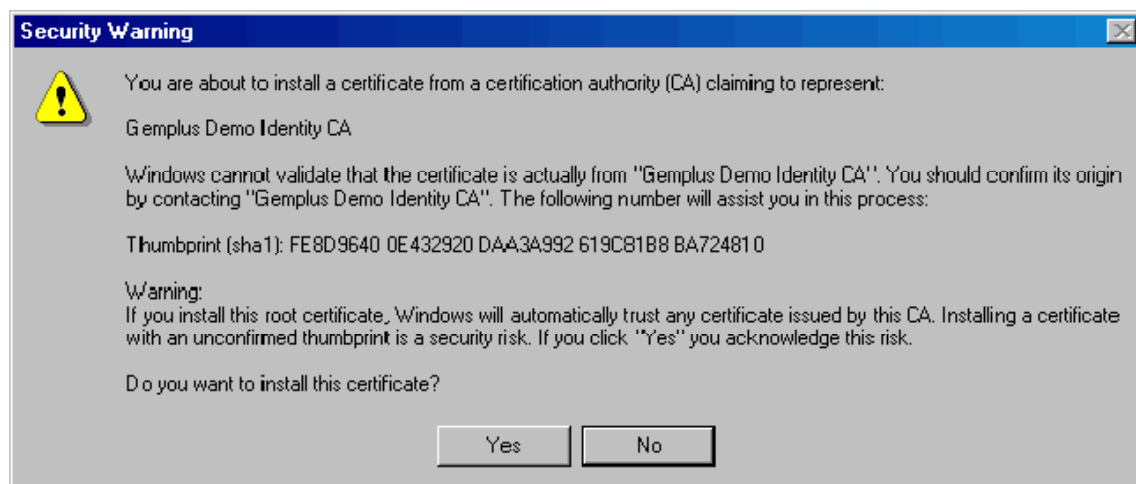 Security Warning
You are about to install a certificate from a certification authority (CA) claiming to represent:
Gemplus Demo Identity CA
Windows cannot validate that the certificate is actually from "Gemplus Demo Identity CA". You should confirm its origin
by contacting "Gemplus Demo Identity CA". The following number will assist you in this process:
Thumbprint (sha1): FE8D9640 0E432920 DAA3A992 619C81B8 BA724810
Warning:
If you install this root certificate, Windows will automatically trust any certificate issued by this CA. Installing a certificate
with an unconfirmed thumbprint is a security risk. If you click "Yes" you acknowledge this risk.
Do you want to install this certificate?
Yes
No